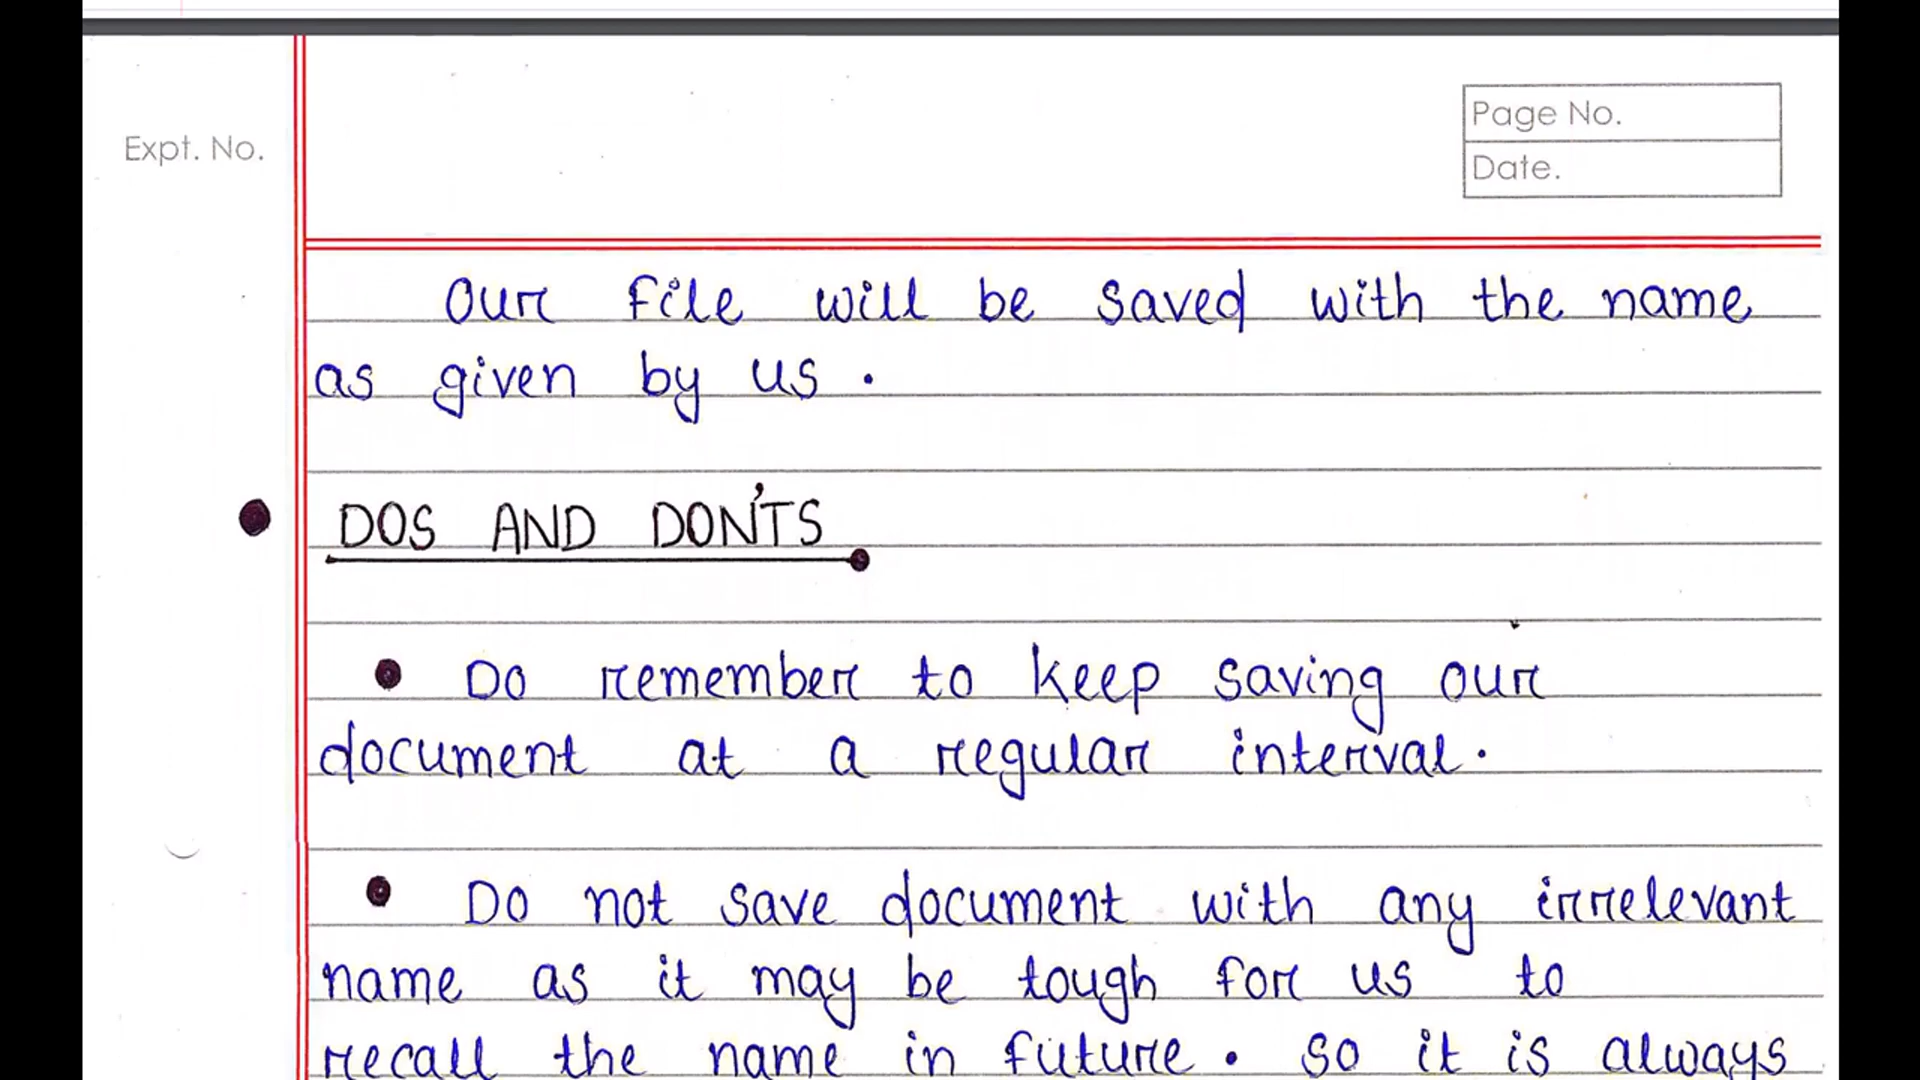 Expt. No.
Page No.
Date.
Our file will be saved with the name
as given by us .
DOS AND DON'TS
Do remember to keep saving our
document at a regular interval.
Do not save document with any irrelevant
name as it may be tough for us to
recall the name in future . So it is always